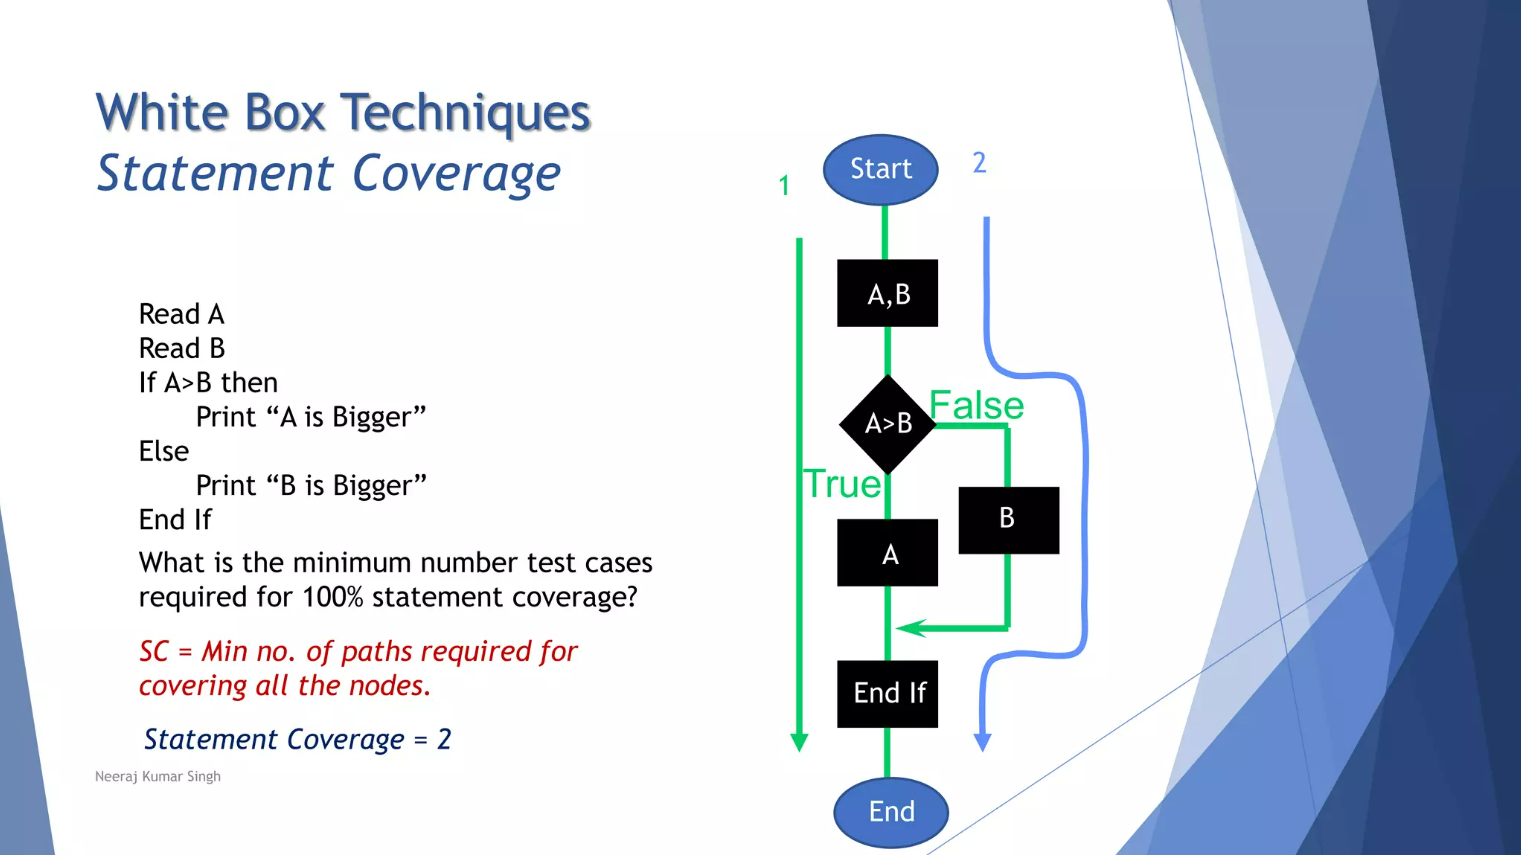 White Box Techniques
Statement Coverage
Read A
Read B
If A>B then
Print “A is Bigger”
Else
Print “B is Bigger”
End If
What is the minimum number test cases
required for 100% statement coverage?
SC = Min no. of paths required for
covering all the nodes.
Statement Coverage = 2
Neeraj Kumar Singh
1
Start
2
A,B
A>B
False
True
B
A
End If
End